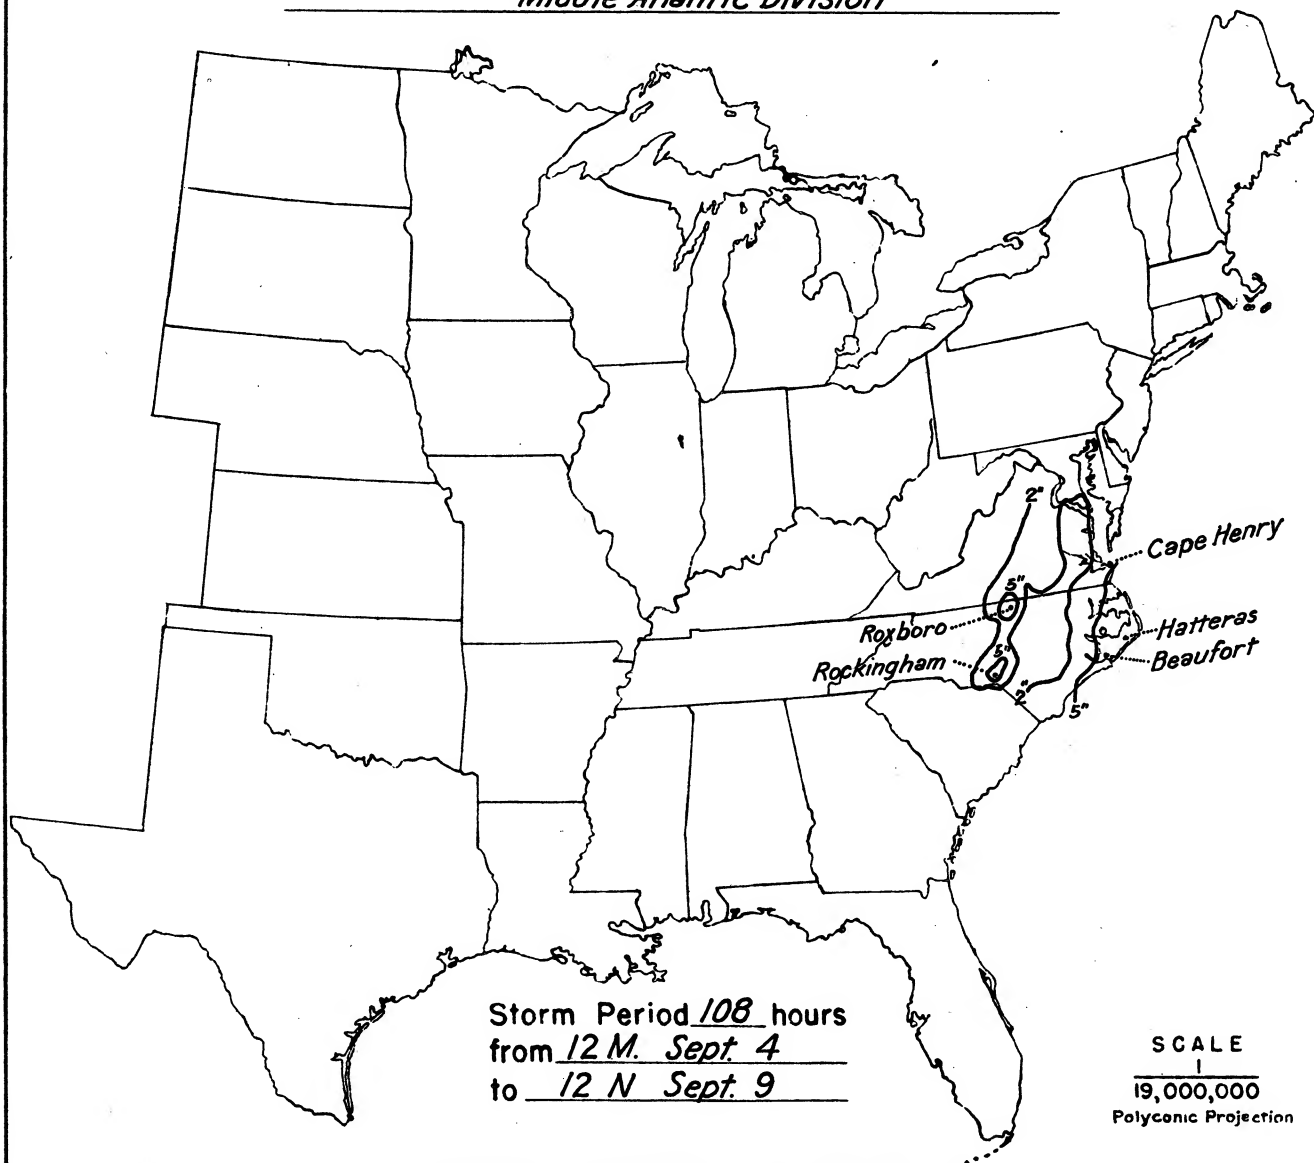 Middle Atlantic Division
2"
Cape Henry
5"
Roxboro
Hatteras
5"
Beaufort
Rockingham
2"
5"
Storm Period 108 hours
from 12 M. Sept. 4
to 12 N Sept. 9
SCALE
1
19,000,000
Polyconic Projection